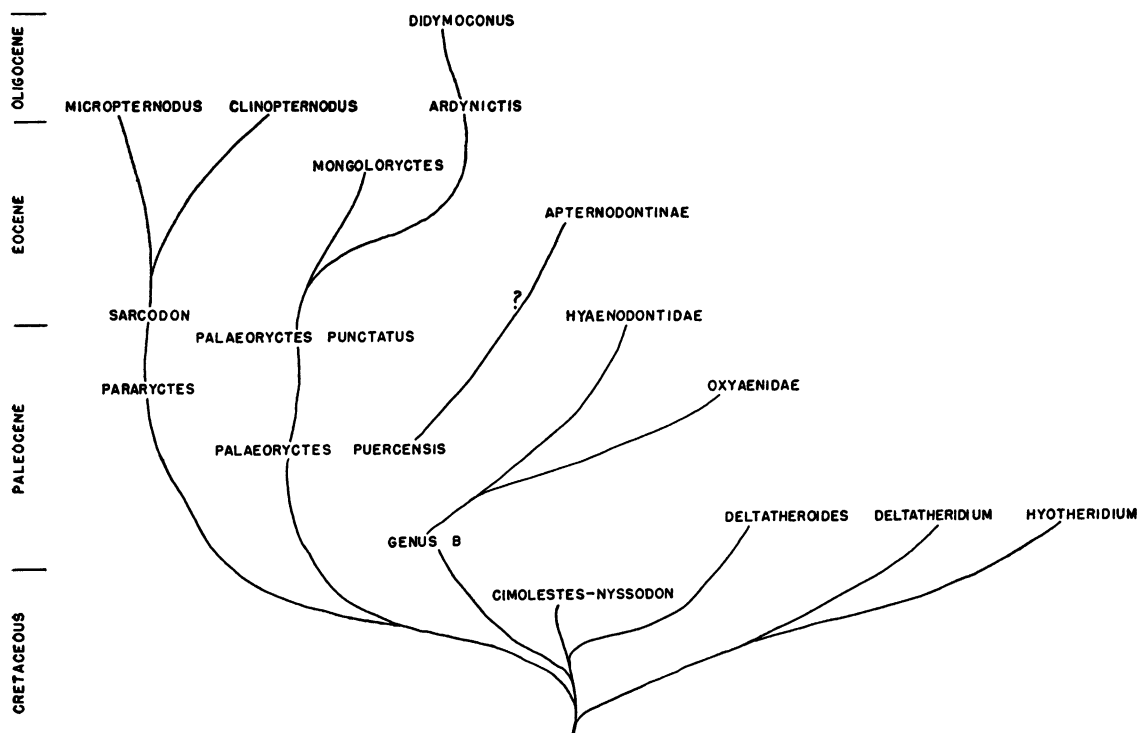 DIDYMOCONUS
OLIGOCENE
MICROPTERNODUS CLINOPTERNODUS ARDYNICTIS
MONGOLORYCTES
EOCENE
APTERNODONTINAE
?
SARCODON HYAENODONTIDAE
PALAEORYCTES PUNCTATUS
PARARYCTES OXYAENIDAE
PALEOCENE
PALAEORYCTES PUERCENSIS
DELTATHEROIDES DELTATHERIDIUM HYOTHERIDIUM
GENUS B
CIMOLESTES-NYSSODON
CRETACEOUS